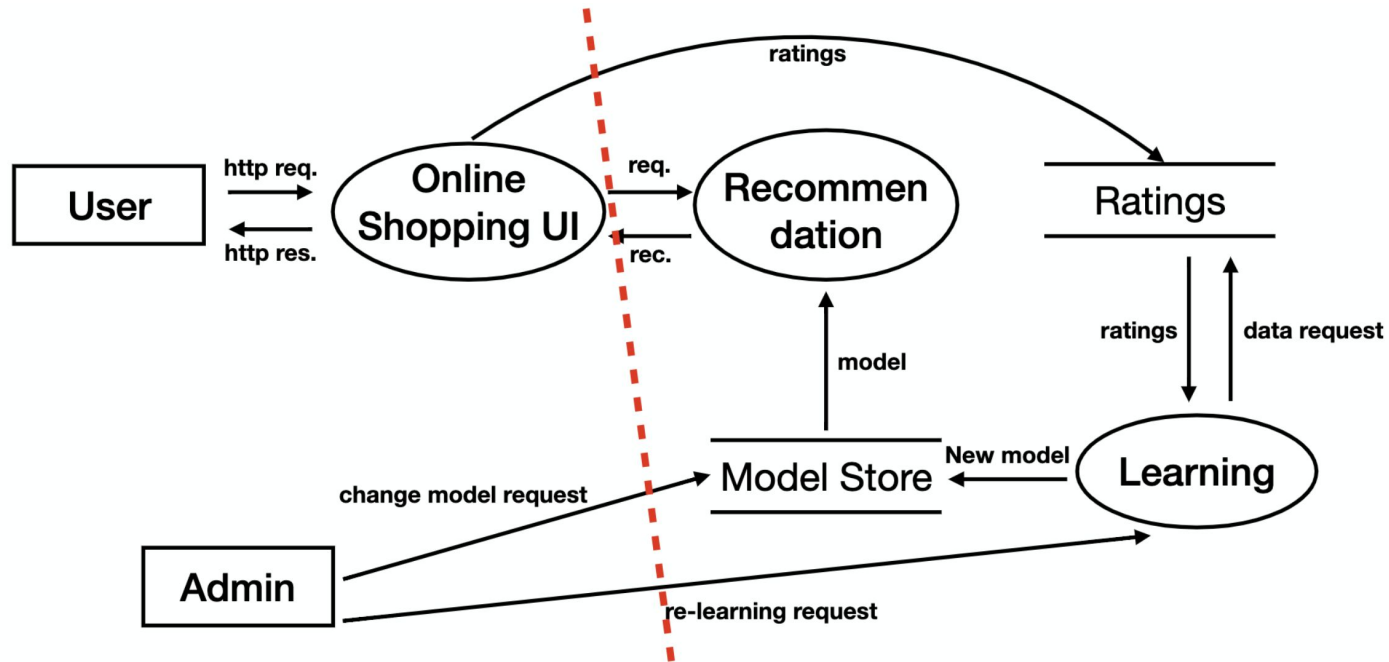 ratings
http req.
User
http res.
Online
Shopping UI
req.
rec.
Recommen
dation
Ratings
ratings
data request
model
change model request
Model Store
New model
Learning
Admin
re-learning request